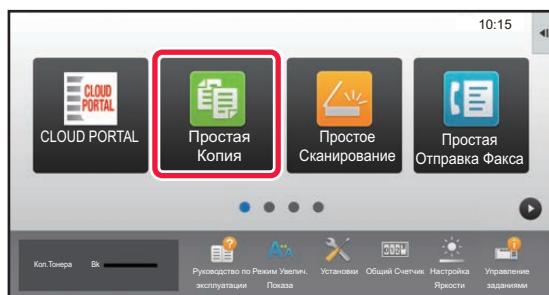 10:15
CLOUD
PORTAL
CLOUD PORTAL
Простая
Копия
Простое
Сканирование
Простая
Отправка Факса
Кол.Тонера Bk
Руководство по
эксплуатации
Режим Увелич.
Показа
Установки
Общий Счетчик
Настройка
Яркости
Управление
заданиями